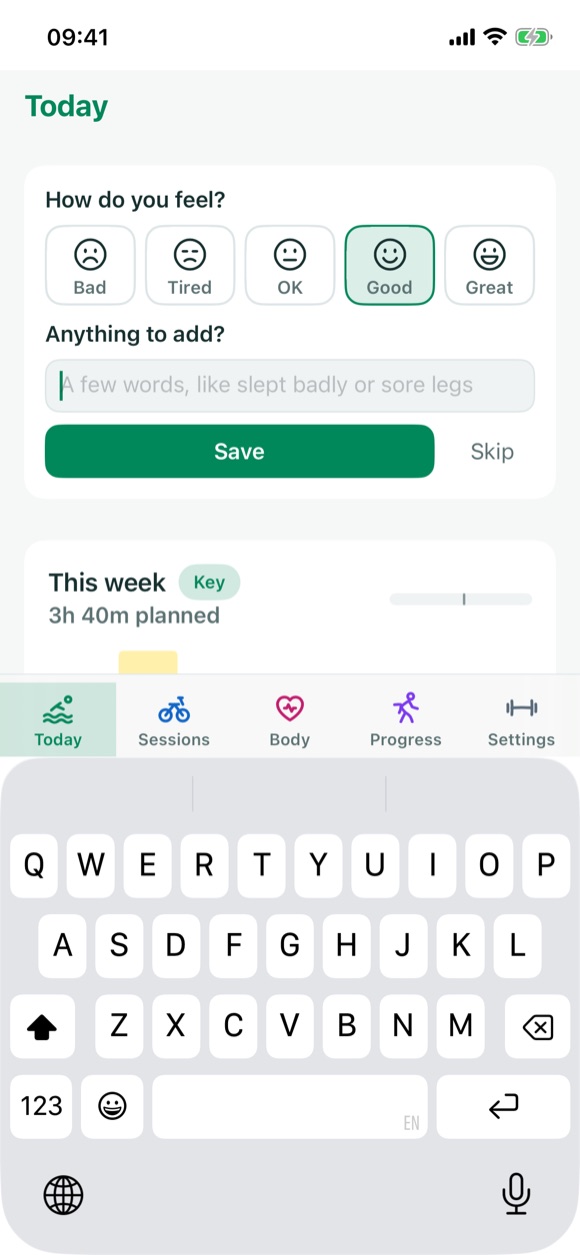 09:41
Today
How do you feel?
Bad Tired OK Good Great
Anything to add?
A few words, like slept badly or sore legs
Save Skip
This week Key
3h 40m planned
Today Sessions Body Progress Settings
Q W E R T Y U I O P
A S D F G H J K L
Z X C V B N M
123 EN